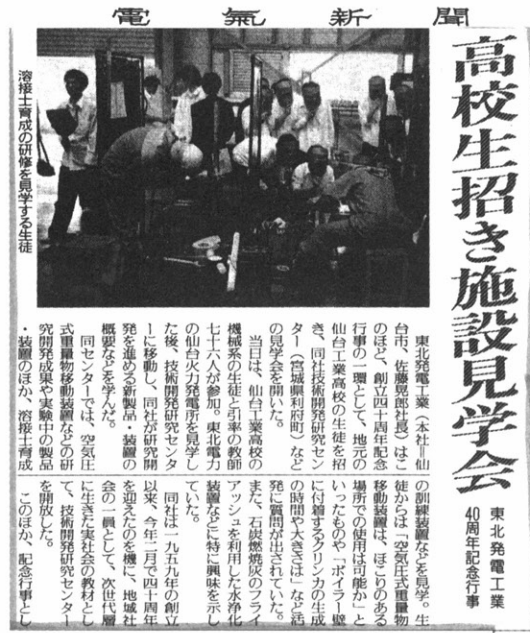 電氣新聞
高校生招き施設見学会
東北発電工業
40周年記念行事
溶接士育成の研修を見学する生徒
東北発電工業(本社=仙
台市、佐藤晃民社長)はこ
のほど、創立四十周年記念
行事の一環として、地元の
仙台工業高校の生徒を招
き、同社技術開発研究セン
ター(宮城県利府町)など
の見学会を開いた。
当日は、仙台工業高校の
機械系の生徒と引率の教師
七十六人が参加。東北電力
の仙台火力発電所を見学し
た後、技術開発研究センタ
ーに移動し、同社が研究開
発を進める新製品・装置の
概要などを学んだ。
同センターでは、空気圧
式重量物移動装置などの研
究開発成果や実験中の製品
・装置のほか、溶接士育成
の訓練装置などを見学。生
徒からは「空気圧式重量物
移動装置は、ほこりのある
場所での使用は可能か」と
いったものや「ボイラー壁
に付着するクリンカの生成
の時間や大きさは」など活
発に質問が出されていた。
また、石炭燃焼灰のフライ
アッシュを利用した水浄化
装置などに特に興味を示し
ていた。
同社は一九五九年の創立
以来、今年二月で四十周年
を迎えたのを機に、地域社
会の一員として、次世代層
に生きた実社会の教材とし
て、技術開発研究センター
を開放した。
このほか、記念行事とし